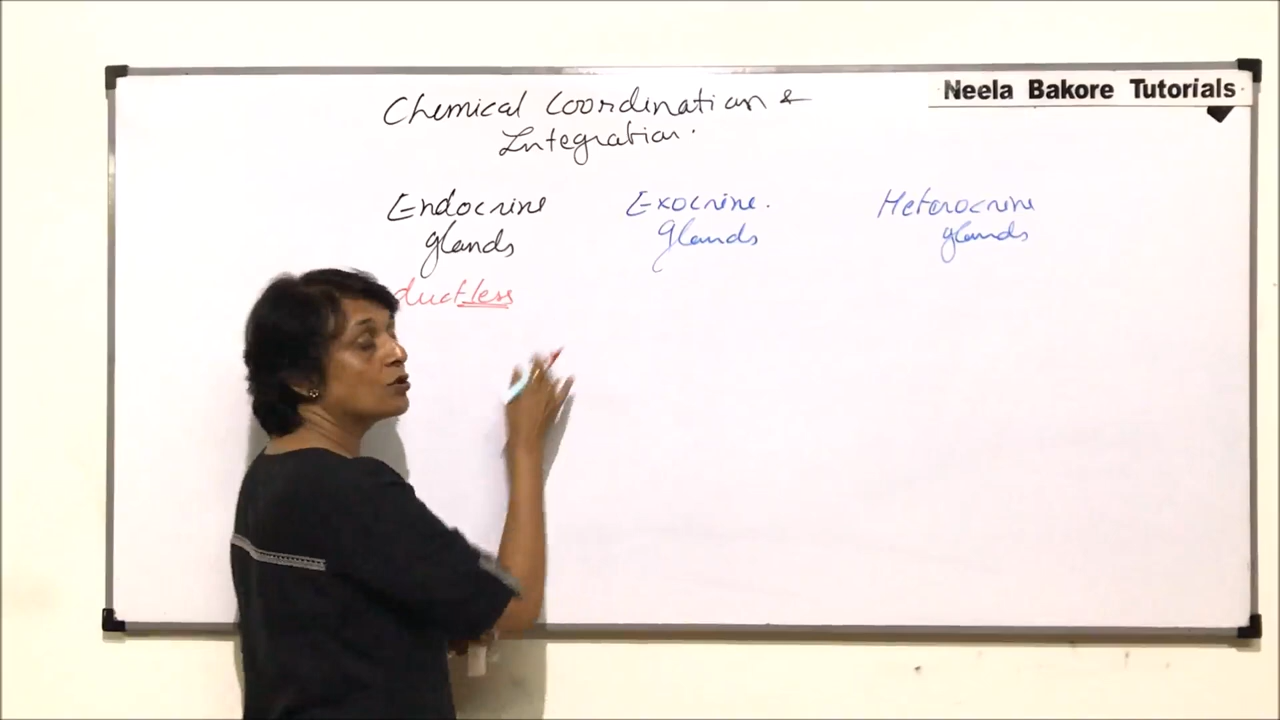 Neela Bakore Tutorials
Chemical Coordination &
Integration.
Endocrine
glands
ductless
Exocrine.
Glands
Heterocrine
glands